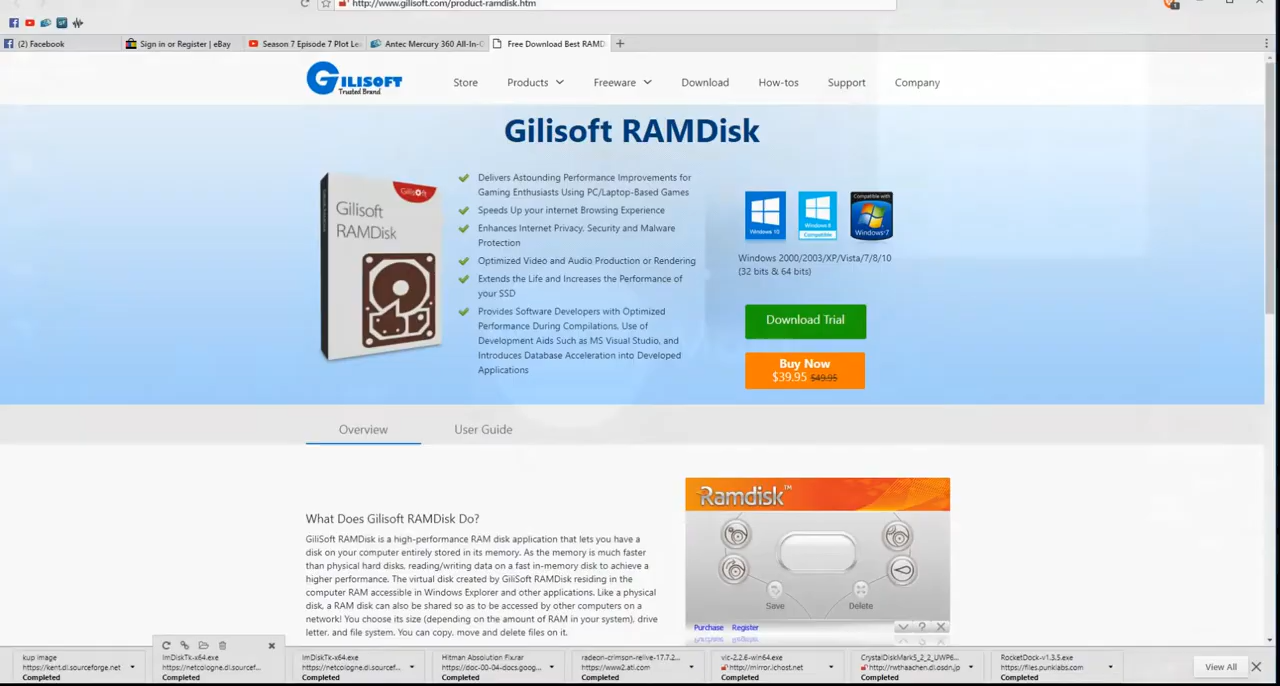 http://www.gilisoft.com/product-ramdisk.htm
(2) Facebook
Sign in or Register | eBay
Season 7 Episode 7 Plot Le
Antec Mercury 360 All-In-C
Free Download Best RAMD
GILISOFT
Trusted Brand
Store
Products
Freeware
Download
How-tos
Support
Company
Gilisoft RAMDisk
Gilisoft
Gilisoft
RAMDisk
Delivers Astounding Performance Improvements for
Gaming Enthusiasts Using PC/Laptop-Based Games
Speeds Up your internet Browsing Experience
Enhances Internet Privacy, Security and Malware
Protection
Optimized Video and Audio Production or Rendering
Extends the Life and Increases the Performance of
your SSD
Provides Software Developers with Optimized
Performance During Compilations, Use of
Development Aids Such as MS Visual Studio, and
Introduces Database Acceleration into Developed
Applications
Windows 10
Windows 8
Compatible
Compatible with
Windows 7
Windows 2000/2003/XP/Vista/7/8/10
(32 bits & 64 bits)
Download Trial
Buy Now
$39.95 $49.95
Overview
User Guide
What Does Gilisoft RAMDisk Do?
GiliSoft RAMDisk is a high-performance RAM disk application that lets you have a
disk on your computer entirely stored in its memory. As the memory is much faster
than physical hard disks, reading/writing data on a fast in-memory disk to achieve a
higher performance. The virtual disk created by GiliSoft RAMDisk residing in the
computer RAM accessible in Windows Explorer and other applications. Like a physical
disk, a RAM disk can also be shared so as to be accessed by other computers on a
network! You choose its size (depending on the amount of RAM in your system), drive
letter, and file system. You can copy, move and delete files on it.
Ramdisk™
Save
Delete
Purchase
Register
kup image
https://kent.dl.sourceforge.net
Completed
ImDiskTk-x64.exe
https://netcologne.dl.sourcef...
Completed
ImDiskTk-x64.exe
https://netcologne.dl.sourcef...
Completed
Hitman Absolution Fix.rar
https://doc-00-04-docs.goog...
Completed
radeon-crimson-relive-17.7.2...
https://www2.ati.com
Completed
vlc-2.2.6-win64.exe
http://mirror.ichost.net
Completed
CrystalDiskMark5_2_2_UWP6...
http://rwthaachen.dl.osdn.jp
Completed
RocketDock-v1.3.5.exe
https://files.punklabs.com
Completed
View All